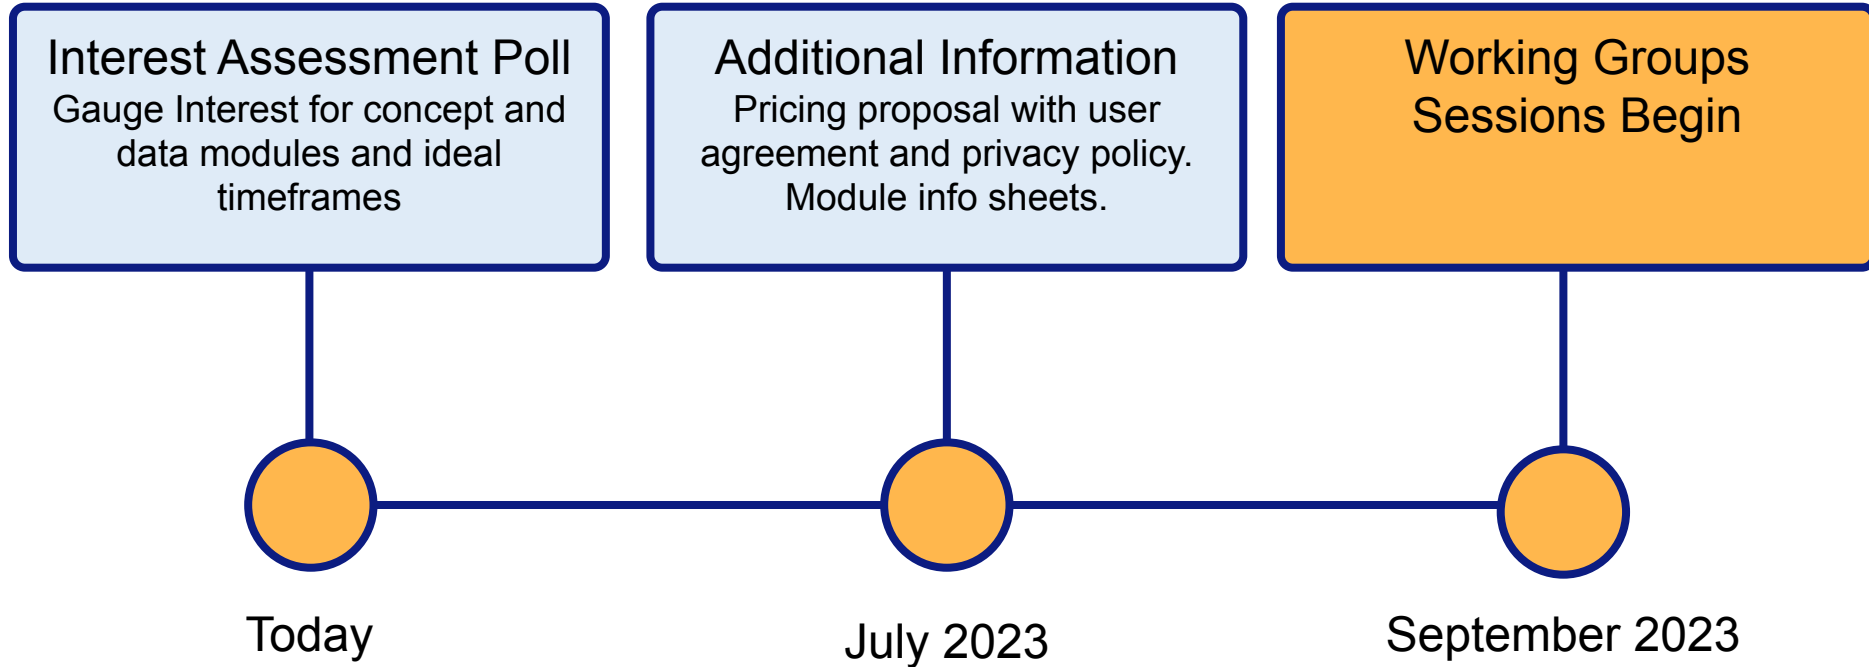 Interest Assessment Poll
Gauge Interest for concept and
data modules and ideal
timeframes
Additional Information
Pricing proposal with user
agreement and privacy policy.
Module info sheets.
Working Groups
Sessions Begin
Today
July 2023
September 2023